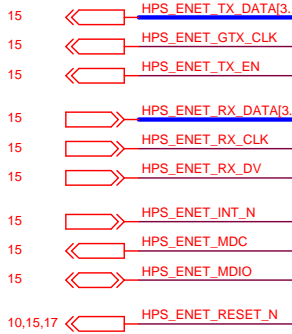 15 HPS_ENET_TX_DATA[3.
15 HPS_ENET_GTX_CLK
15 HPS_ENET_TX_EN
15 HPS_ENET_RX_DATA[3.
15 HPS_ENET_RX_CLK
15 HPS_ENET_RX_DV
15 HPS_ENET_INT_N
15 HPS_ENET_MDC
15 HPS_ENET_MDIO
10,15,17 HPS_ENET_RESET_N